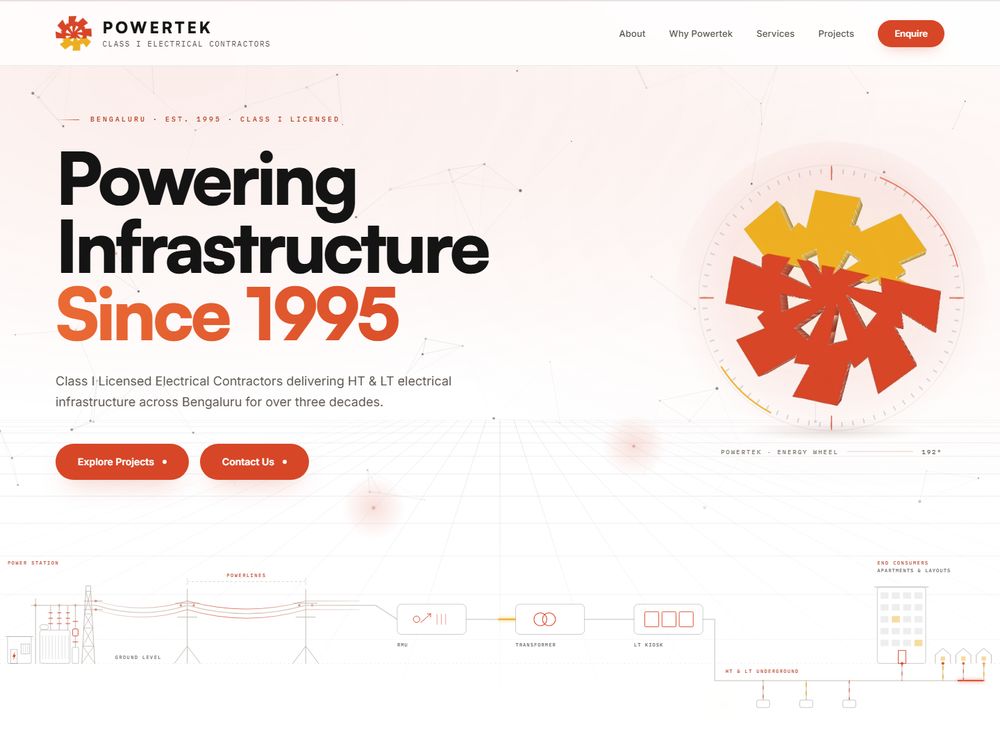 POWERTEK
CLASS I ELECTRICAL CONTRACTORS
About
Why Powertek
Services
Projects
Enquire
BENGALURU · EST. 1995 · CLASS I LICENSED
Powering
Infrastructure
Since 1995
Class I Licensed Electrical Contractors delivering HT & LT electrical
infrastructure across Bengaluru for over three decades.
Explore Projects
Contact Us
POWERTEK · ENERGY WHEEL
192°
POWER STATION
POWERLINES
GROUND LEVEL
RMU
TRANSFORMER
LT KIOSK
HT & LT UNDERGROUND
END CONSUMERS
APARTMENTS & LAYOUTS